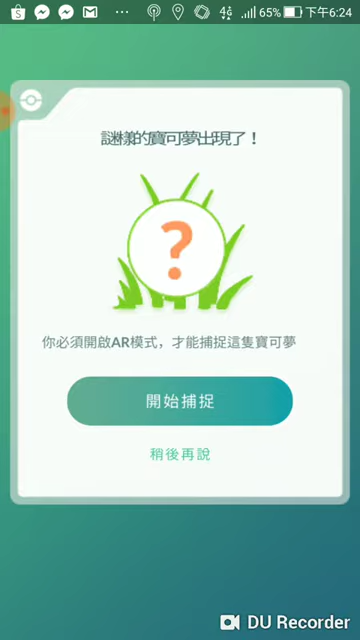 65% 下午6:24
謎樣的寶可夢出現了！
?
你必須開啟AR模式，才能捕捉這隻寶可夢
開始捕捉
稍後再說
DU Recorder